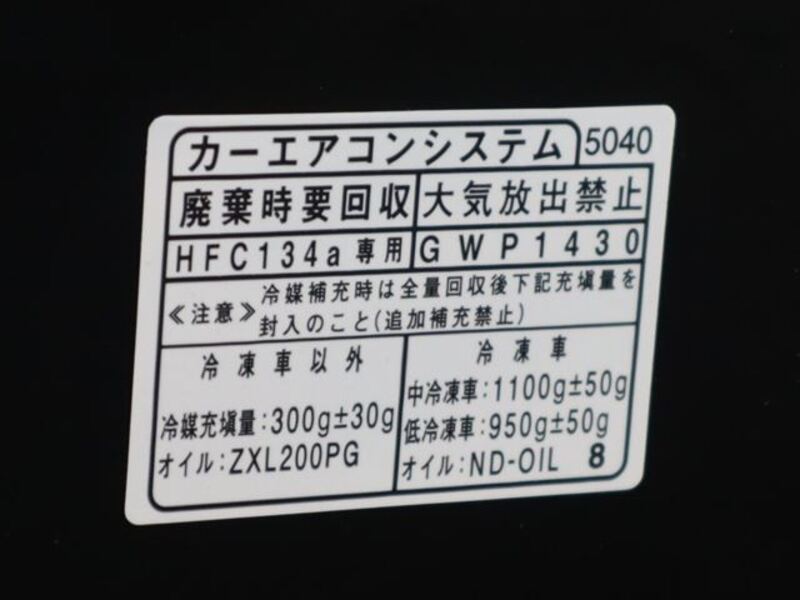 カーエアコンシステム 5040
廃棄時要回収 大気放出禁止
HFC134a専用 GWP1430
≪注意≫ 冷媒補充時は全量回収後下記充填量を
封入のこと(追加補充禁止)
冷凍車以外
冷媒充填量:300g±30g
オイル:ZXL200PG
冷凍車
中冷凍車:1100g±50g
低冷凍車:950g±50g
オイル:ND-OIL 8